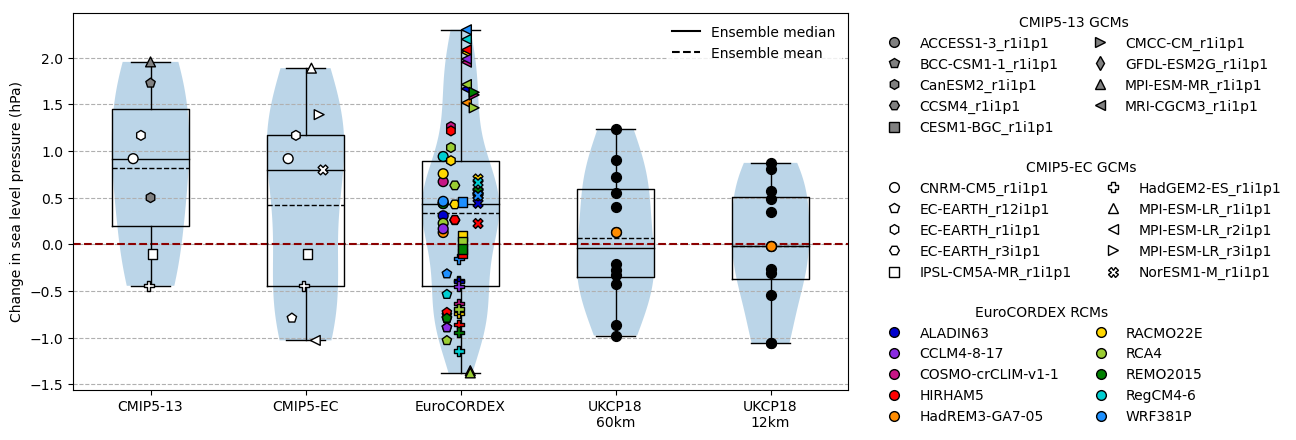 Change in sea level pressure (hPa)
2.0
1.5
1.0
0.5
0.0
−0.5
−1.0
−1.5
Ensemble median
Ensemble mean
CMIP5-13
CMIP5-EC
EuroCORDEX
UKCP18
60km
UKCP18
12km
CMIP5-13 GCMs
ACCESS1-3_r1i1p1
BCC-CSM1-1_r1i1p1
CanESM2_r1i1p1
CCSM4_r1i1p1
CESM1-BGC_r1i1p1
CMCC-CM_r1i1p1
GFDL-ESM2G_r1i1p1
MPI-ESM-MR_r1i1p1
MRI-CGCM3_r1i1p1
CMIP5-EC GCMs
CNRM-CM5_r1i1p1
EC-EARTH_r12i1p1
EC-EARTH_r1i1p1
EC-EARTH_r3i1p1
IPSL-CM5A-MR_r1i1p1
HadGEM2-ES_r1i1p1
MPI-ESM-LR_r1i1p1
MPI-ESM-LR_r2i1p1
MPI-ESM-LR_r3i1p1
NorESM1-M_r1i1p1
EuroCORDEX RCMs
ALADIN63
CCLM4-8-17
COSMO-crCLIM-v1-1
HIRHAM5
HadREM3-GA7-05
RACMO22E
RCA4
REMO2015
RegCM4-6
WRF381P